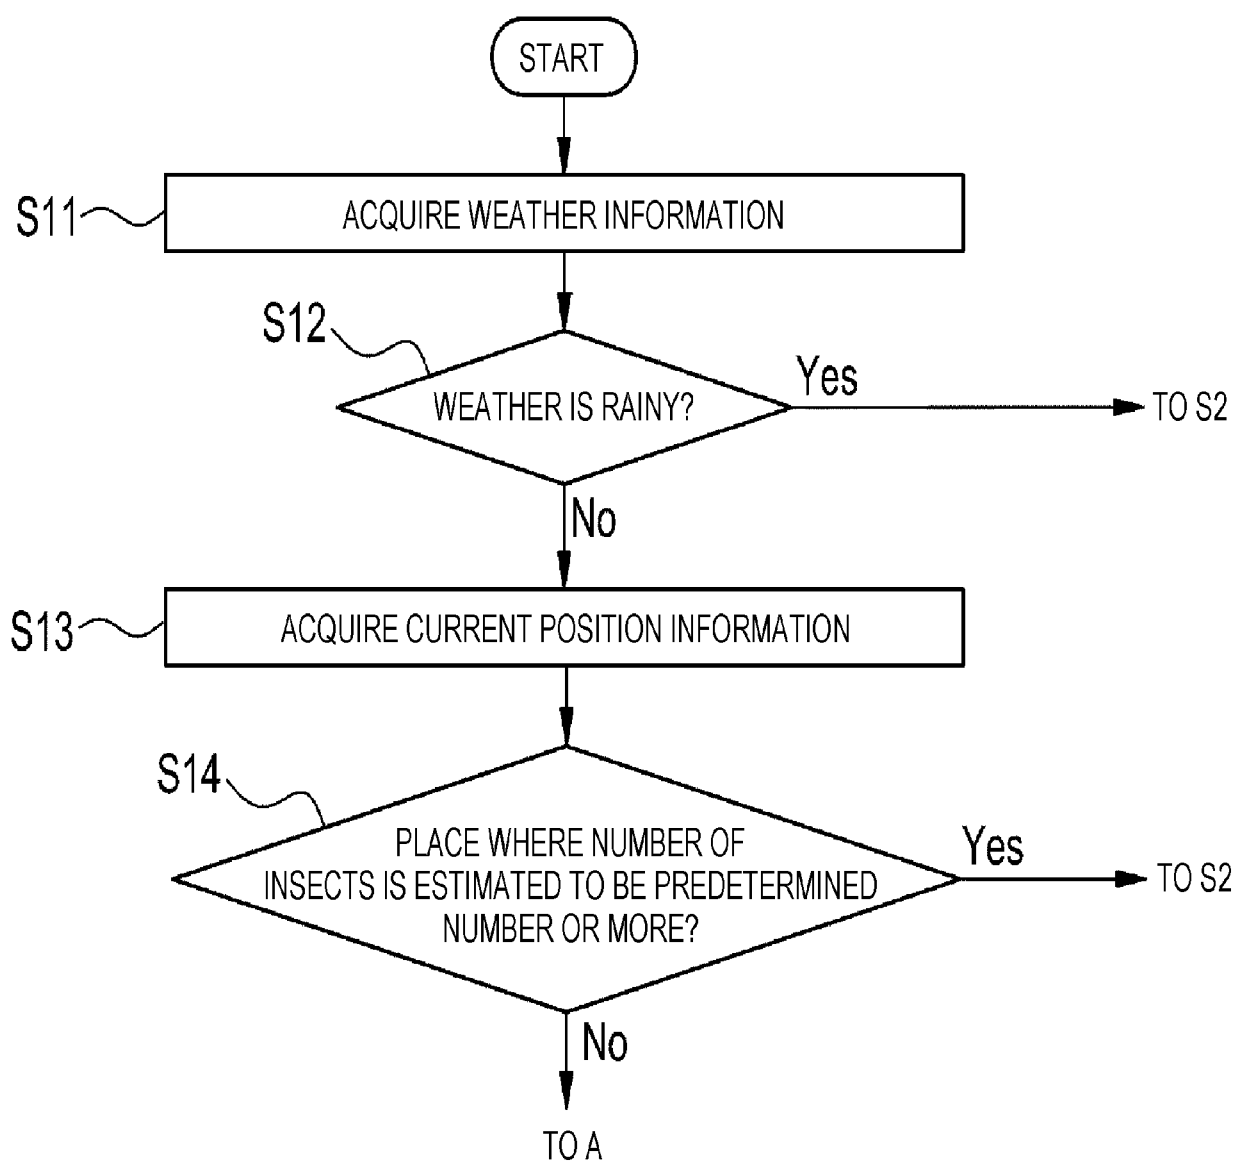 START
S11
ACQUIRE WEATHER INFORMATION
S12
WEATHER IS RAINY?
Yes
TO S2
No
S13
ACQUIRE CURRENT POSITION INFORMATION
S14
PLACE WHERE NUMBER OF
INSECTS IS ESTIMATED TO BE PREDETERMINED
NUMBER OR MORE?
Yes
TO S2
No
TO A